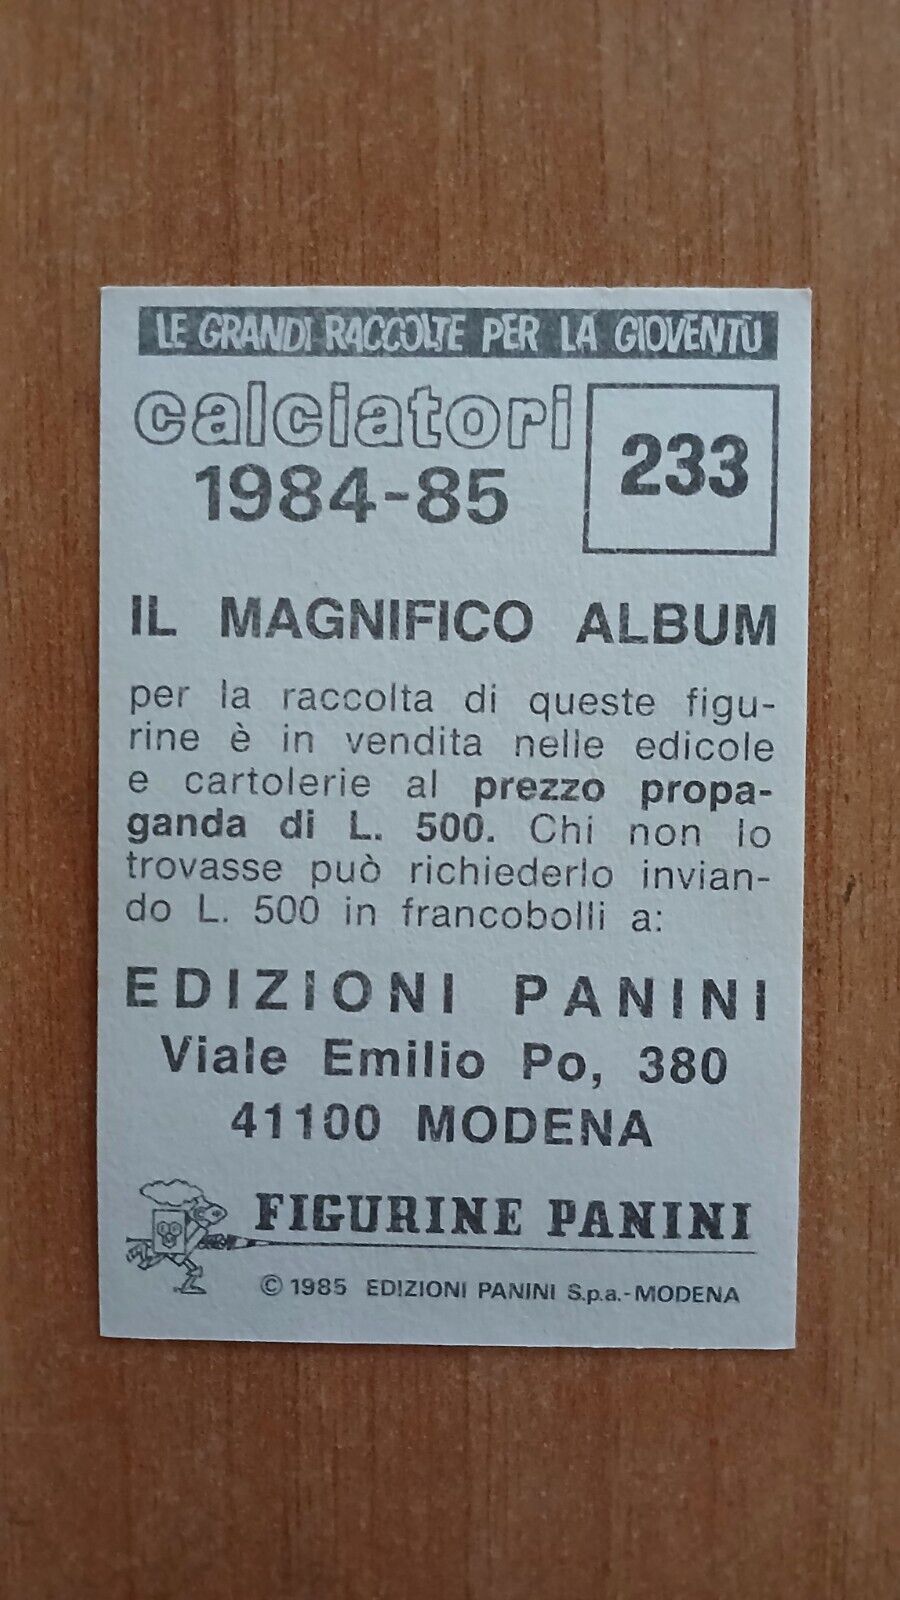 LE GRANDI RACCOLTE PER LA GIOVENTÙ
calciatori
1984-85
233
IL MAGNIFICO ALBUM
per la raccolta di queste figu-
rine è in vendita nelle edicole
e cartolerie al prezzo propa-
ganda di L. 500. Chi non lo
trovasse può richiederlo invian-
do L. 500 in francobolli a:
EDIZIONI PANINI
Viale Emilio Po, 380
41100 MODENA
FIGURINE PANINI
© 1985 EDIZIONI PANINI S.p.a.-MODENA